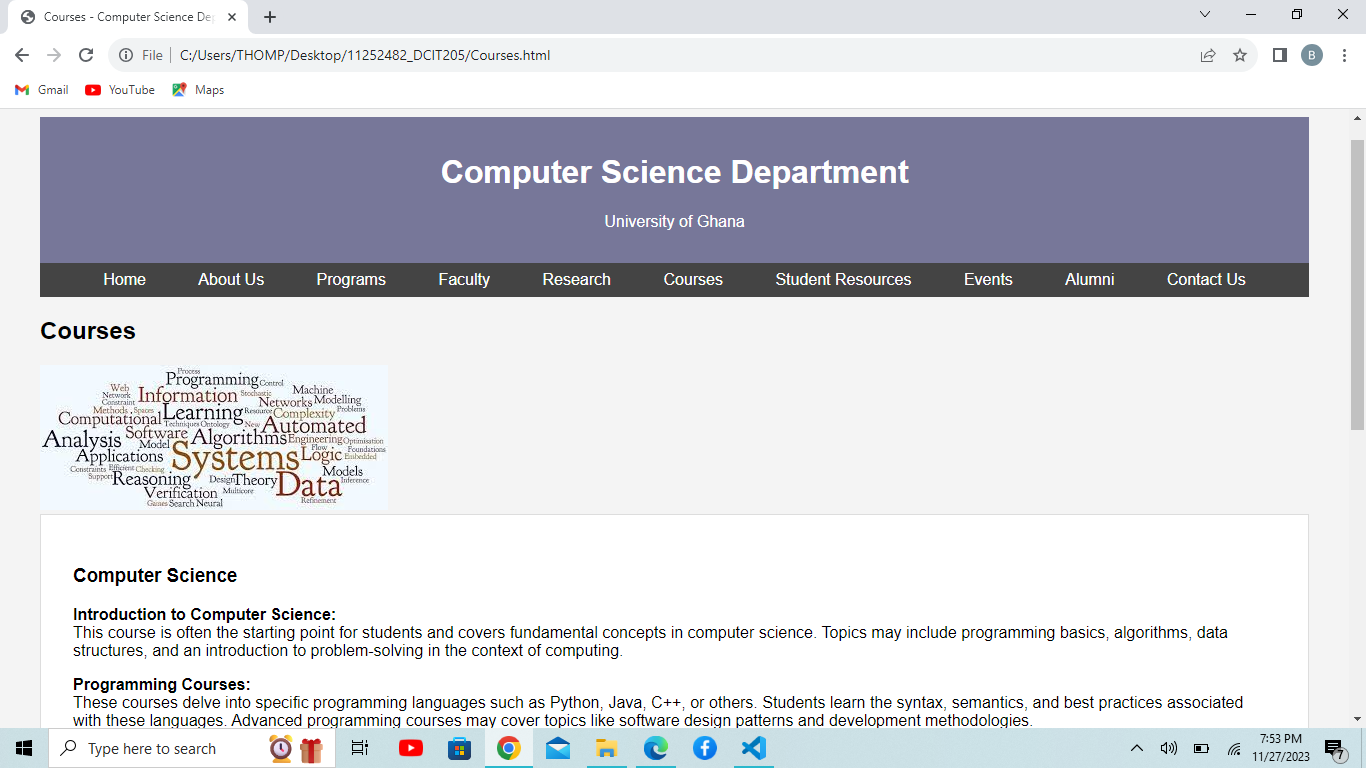 Courses - Computer Science De
File C:/Users/THOMP/Desktop/11252482_DCIT205/Courses.html
B
Gmail YouTube Maps
Computer Science Department
University of Ghana
Home About Us Programs Faculty Research Courses Student Resources Events Alumni Contact Us
Courses
Process
Programming Control
Web Information Stochastic Machine
Network Networks Modelling
Constraint Learning Resource Complexity Problems
Methods Spaces
Computational Techniques Ontology New Automated
Analysis Software Algorithms Engineering Optimisation
Model Flow Foundations
Applications Systems Logic Embedded
Constraints Efficient Checking Models
Support Reasoning Design Theory Data Inference
Verification Multicore
Games Search Neural Refinement
Computer Science
Introduction to Computer Science:
This course is often the starting point for students and covers fundamental concepts in computer science. Topics may include programming basics, algorithms, data
structures, and an introduction to problem-solving in the context of computing.
Programming Courses:
These courses delve into specific programming languages such as Python, Java, C++, or others. Students learn the syntax, semantics, and best practices associated
with these languages. Advanced programming courses may cover topics like software design patterns and development methodologies.
Type here to search
7:53 PM
11/27/2023
7